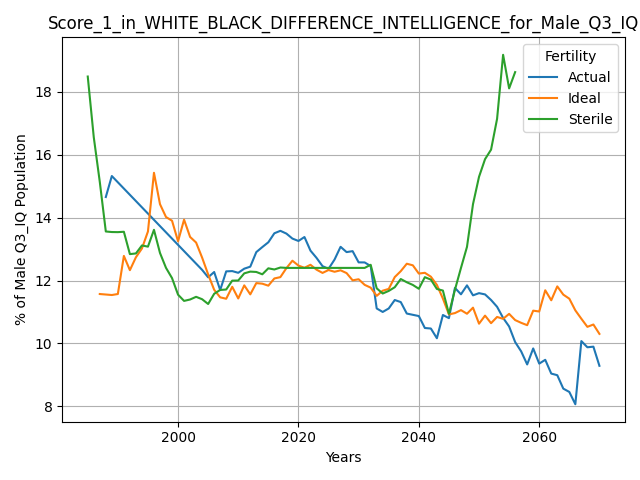 Score_1_in_WHITE_BLACK_DIFFERENCE_INTELLIGENCE_for_Male_Q3_IQ
Fertility
Actual
Ideal
Sterile
% of Male Q3_IQ Population
18
16
14
12
10
8
2000
2020
2040
2060
Years